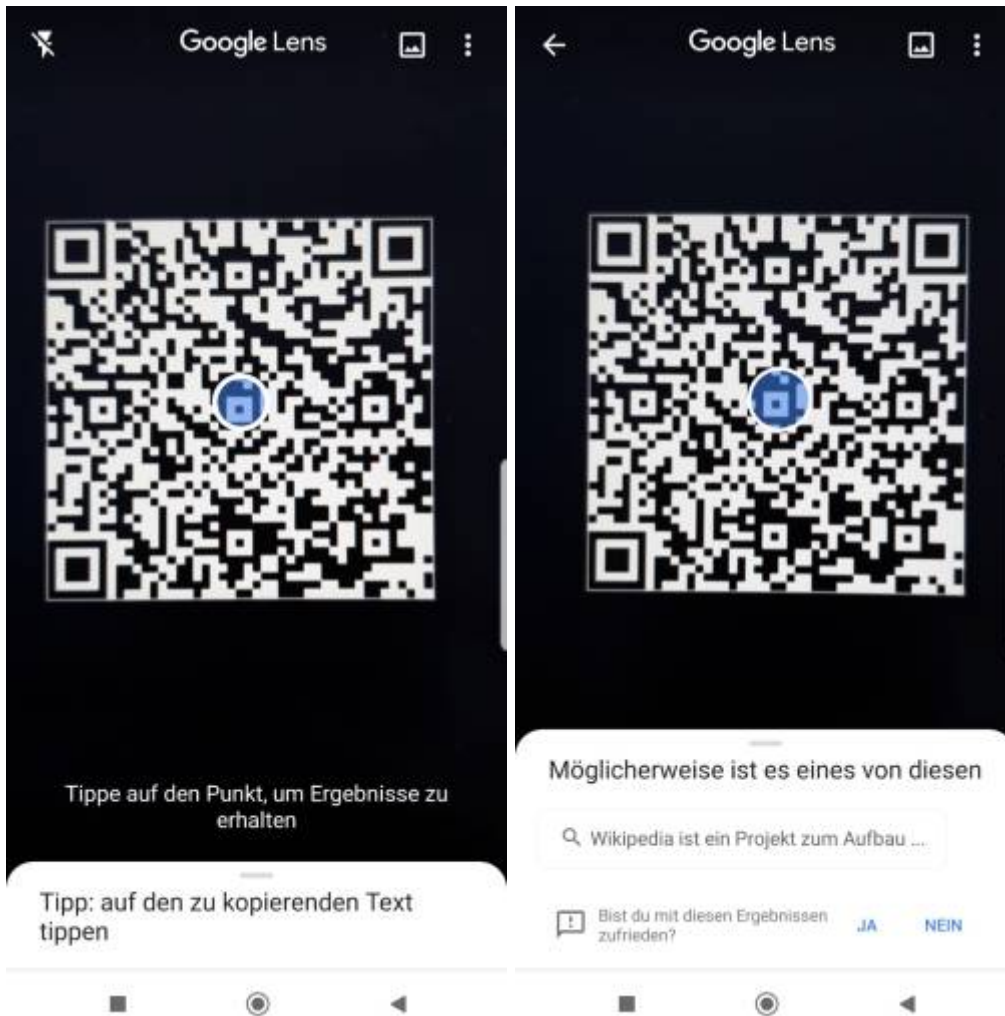 Google Lens
Tippe auf den Punkt, um Ergebnisse zu
erhalten
Tipp: auf den zu kopierenden Text
tippen
Google Lens
Möglicherweise ist es eines von diesen
Wikipedia ist ein Projekt zum Aufbau ...
Bist du mit diesen Ergebnissen
zufrieden?
JA
NEIN